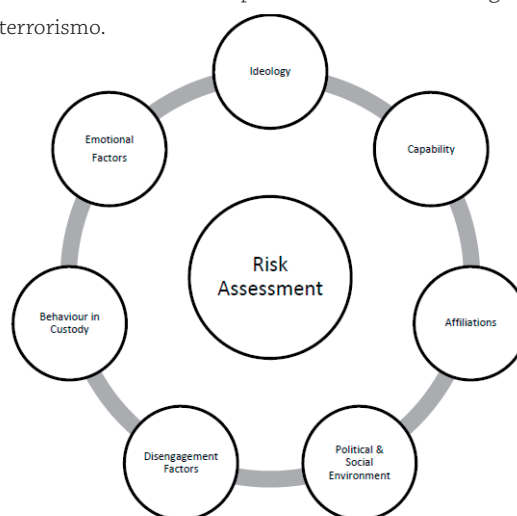 terrorismo.
Ideology
Capability
Affiliations
Political &
Social
Environment
Disengagement
Factors
Behaviour in
Custody
Emotional
Factors
Risk
Assessment